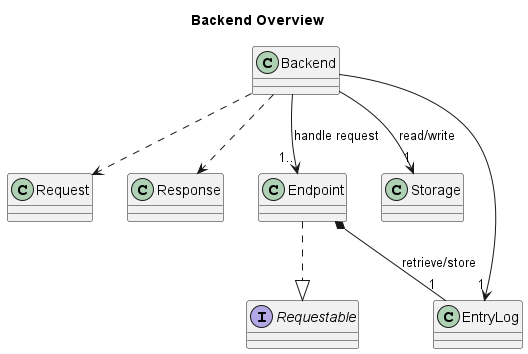 Backend Overview
C Backend
handle request
read/write
1..
1
C Request
C Response
C Endpoint
C Storage
retrieve/store
1
1
I Requestable
C EntryLog